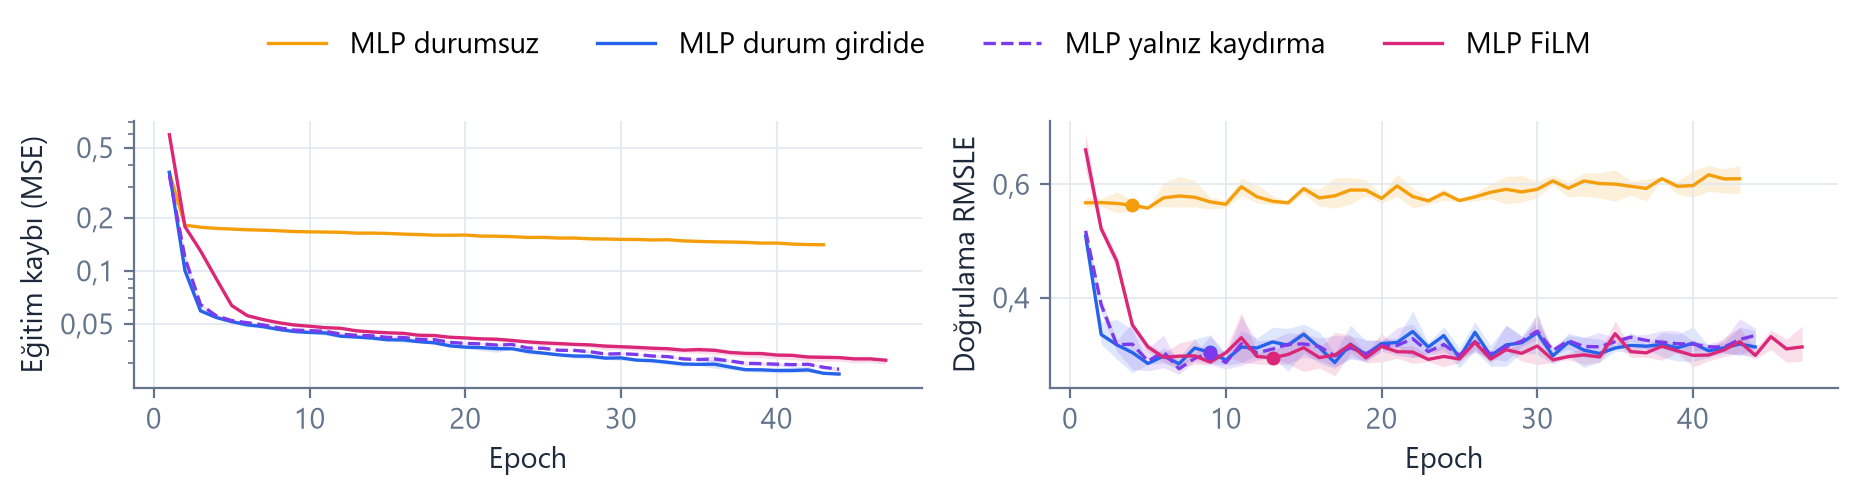 MLP durumsuz MLP durum girdide MLP yalnız kaydırma MLP FiLM
Eğitim kaybı (MSE)
0,5
0,2
0,1
0,05
0 10 20 30 40
Epoch
Doğrulama RMSLE
0,6
0,4
0 10 20 30 40
Epoch